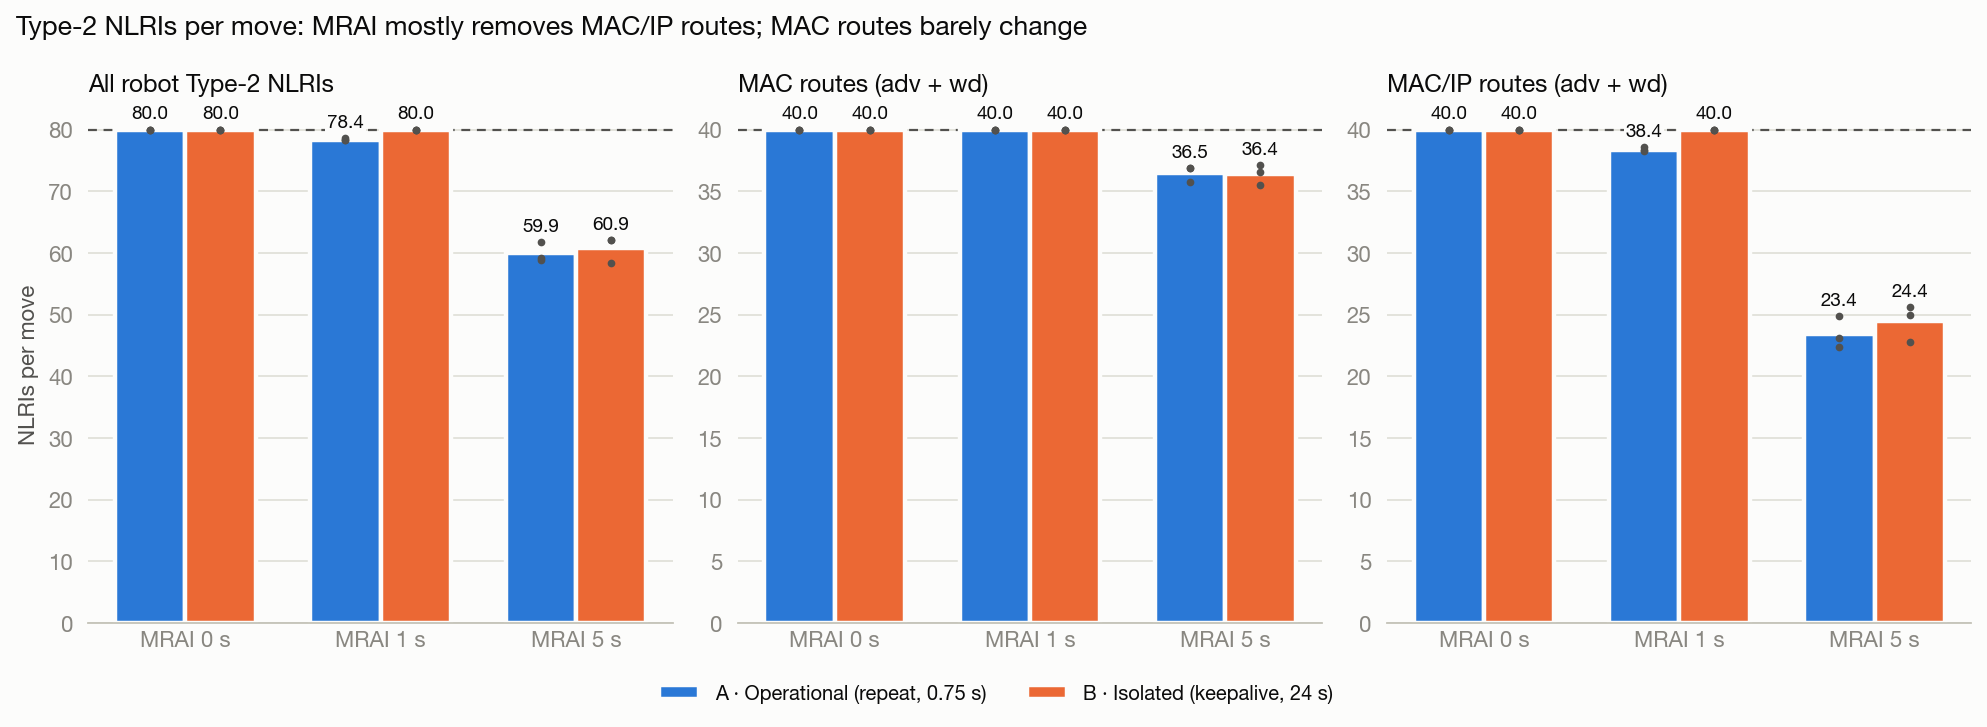 Type-2 NLRIs per move: MRAI mostly removes MAC/IP routes; MAC routes barely change
All robot Type-2 NLRIs
NLRIs per move
80
70
60
50
40
30
20
10
0
80.0
80.0
78.4
80.0
59.9
60.9
MRAI 0 s
MRAI 1 s
MRAI 5 s
MAC routes (adv + wd)
40
35
30
25
20
15
10
5
0
40.0
40.0
40.0
40.0
36.5
36.4
MRAI 0 s
MRAI 1 s
MRAI 5 s
MAC/IP routes (adv + wd)
40
35
30
25
20
15
10
5
0
40.0
40.0
38.4
40.0
23.4
24.4
MRAI 0 s
MRAI 1 s
MRAI 5 s
A · Operational (repeat, 0.75 s)
B · Isolated (keepalive, 24 s)